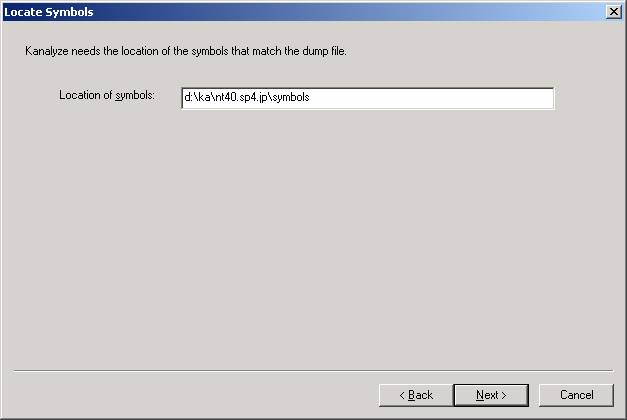 Locate Symbols
Kanalyze needs the location of the symbols that match the dump file.
Location of symbols: d:\ka\nt40.sp4.jp\symbols
< Back Next > Cancel